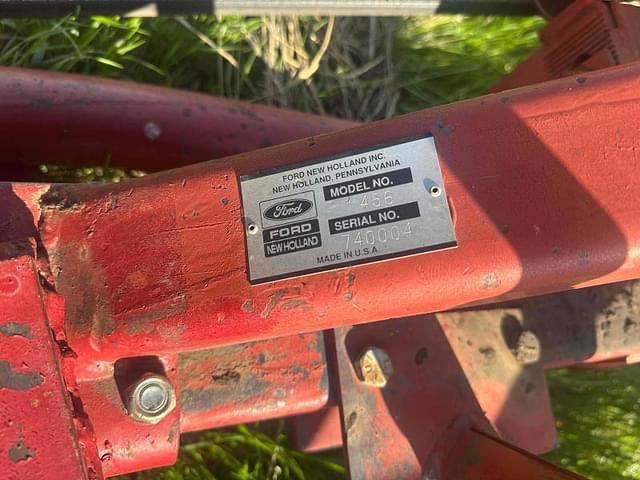 FORD NEW HOLLAND INC.
NEW HOLLAND, PENNSYLVANIA
MODEL NO.
456
Ford
FORD
NEW HOLLAND
SERIAL NO.
740004
MADE IN U.S.A.